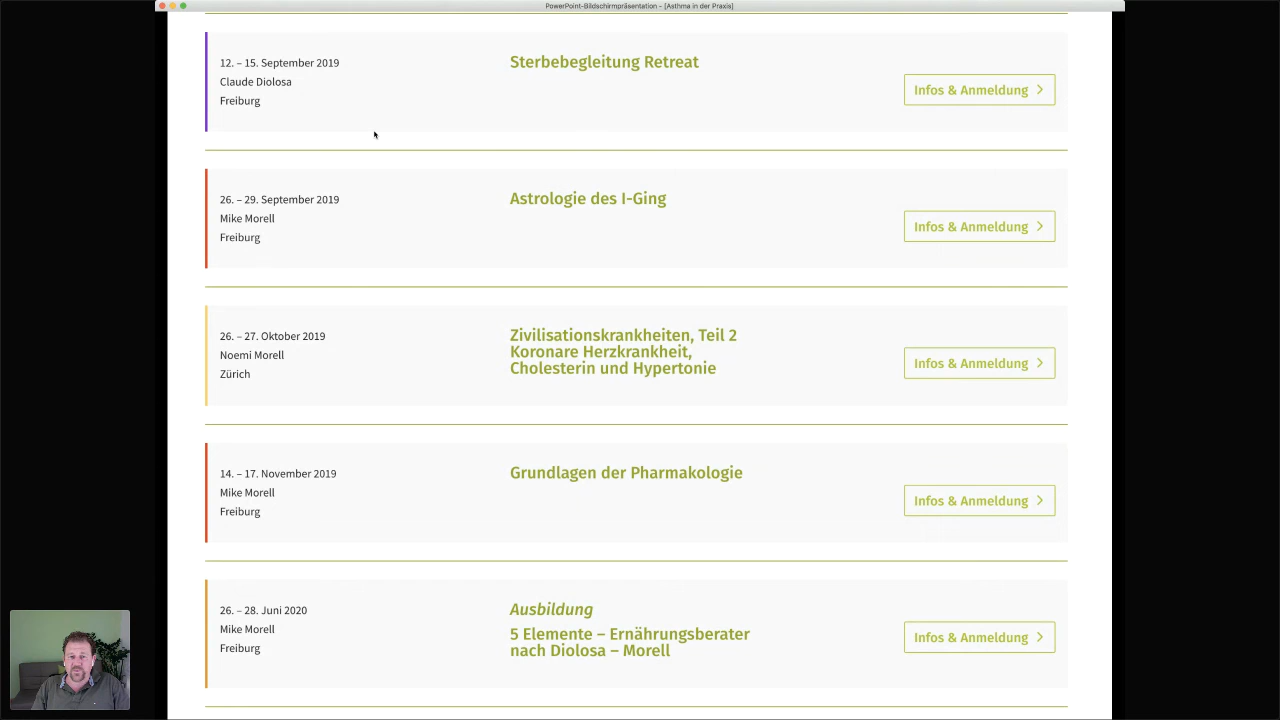 PowerPoint-Bildschirmpräsentation - [Asthma in der Praxis]
12. – 15. September 2019
Claude Diolosa
Freiburg
Sterbebegleitung Retreat
Infos & Anmeldung
26. – 29. September 2019
Mike Morell
Freiburg
Astrologie des I-Ging
Infos & Anmeldung
26. – 27. Oktober 2019
Noemi Morell
Zürich
Zivilisationskrankheiten, Teil 2
Koronare Herzkrankheit,
Cholesterin und Hypertonie
Infos & Anmeldung
14. – 17. November 2019
Mike Morell
Freiburg
Grundlagen der Pharmakologie
Infos & Anmeldung
26. – 28. Juni 2020
Mike Morell
Freiburg
Ausbildung
5 Elemente – Ernährungsberater
nach Diolosa – Morell
Infos & Anmeldung